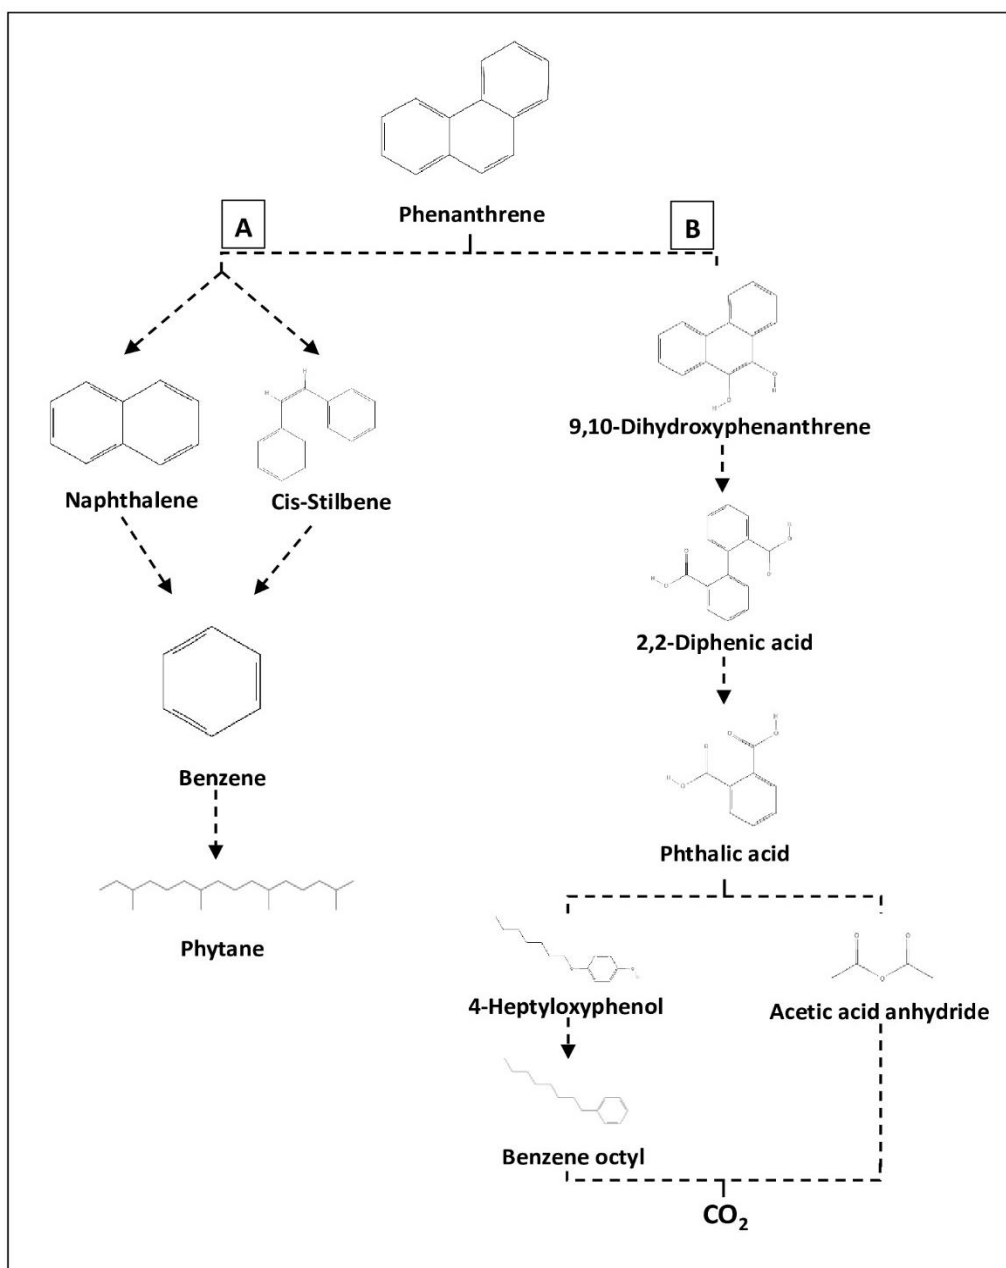 Phenanthrene
A
B
9,10-Dihydroxyphenanthrene
Naphthalene
Cis-Stilbene
2,2-Diphenic acid
Benzene
Phthalic acid
Phytane
4-Heptyloxyphenol
Acetic acid anhydride
Benzene octyl
CO₂